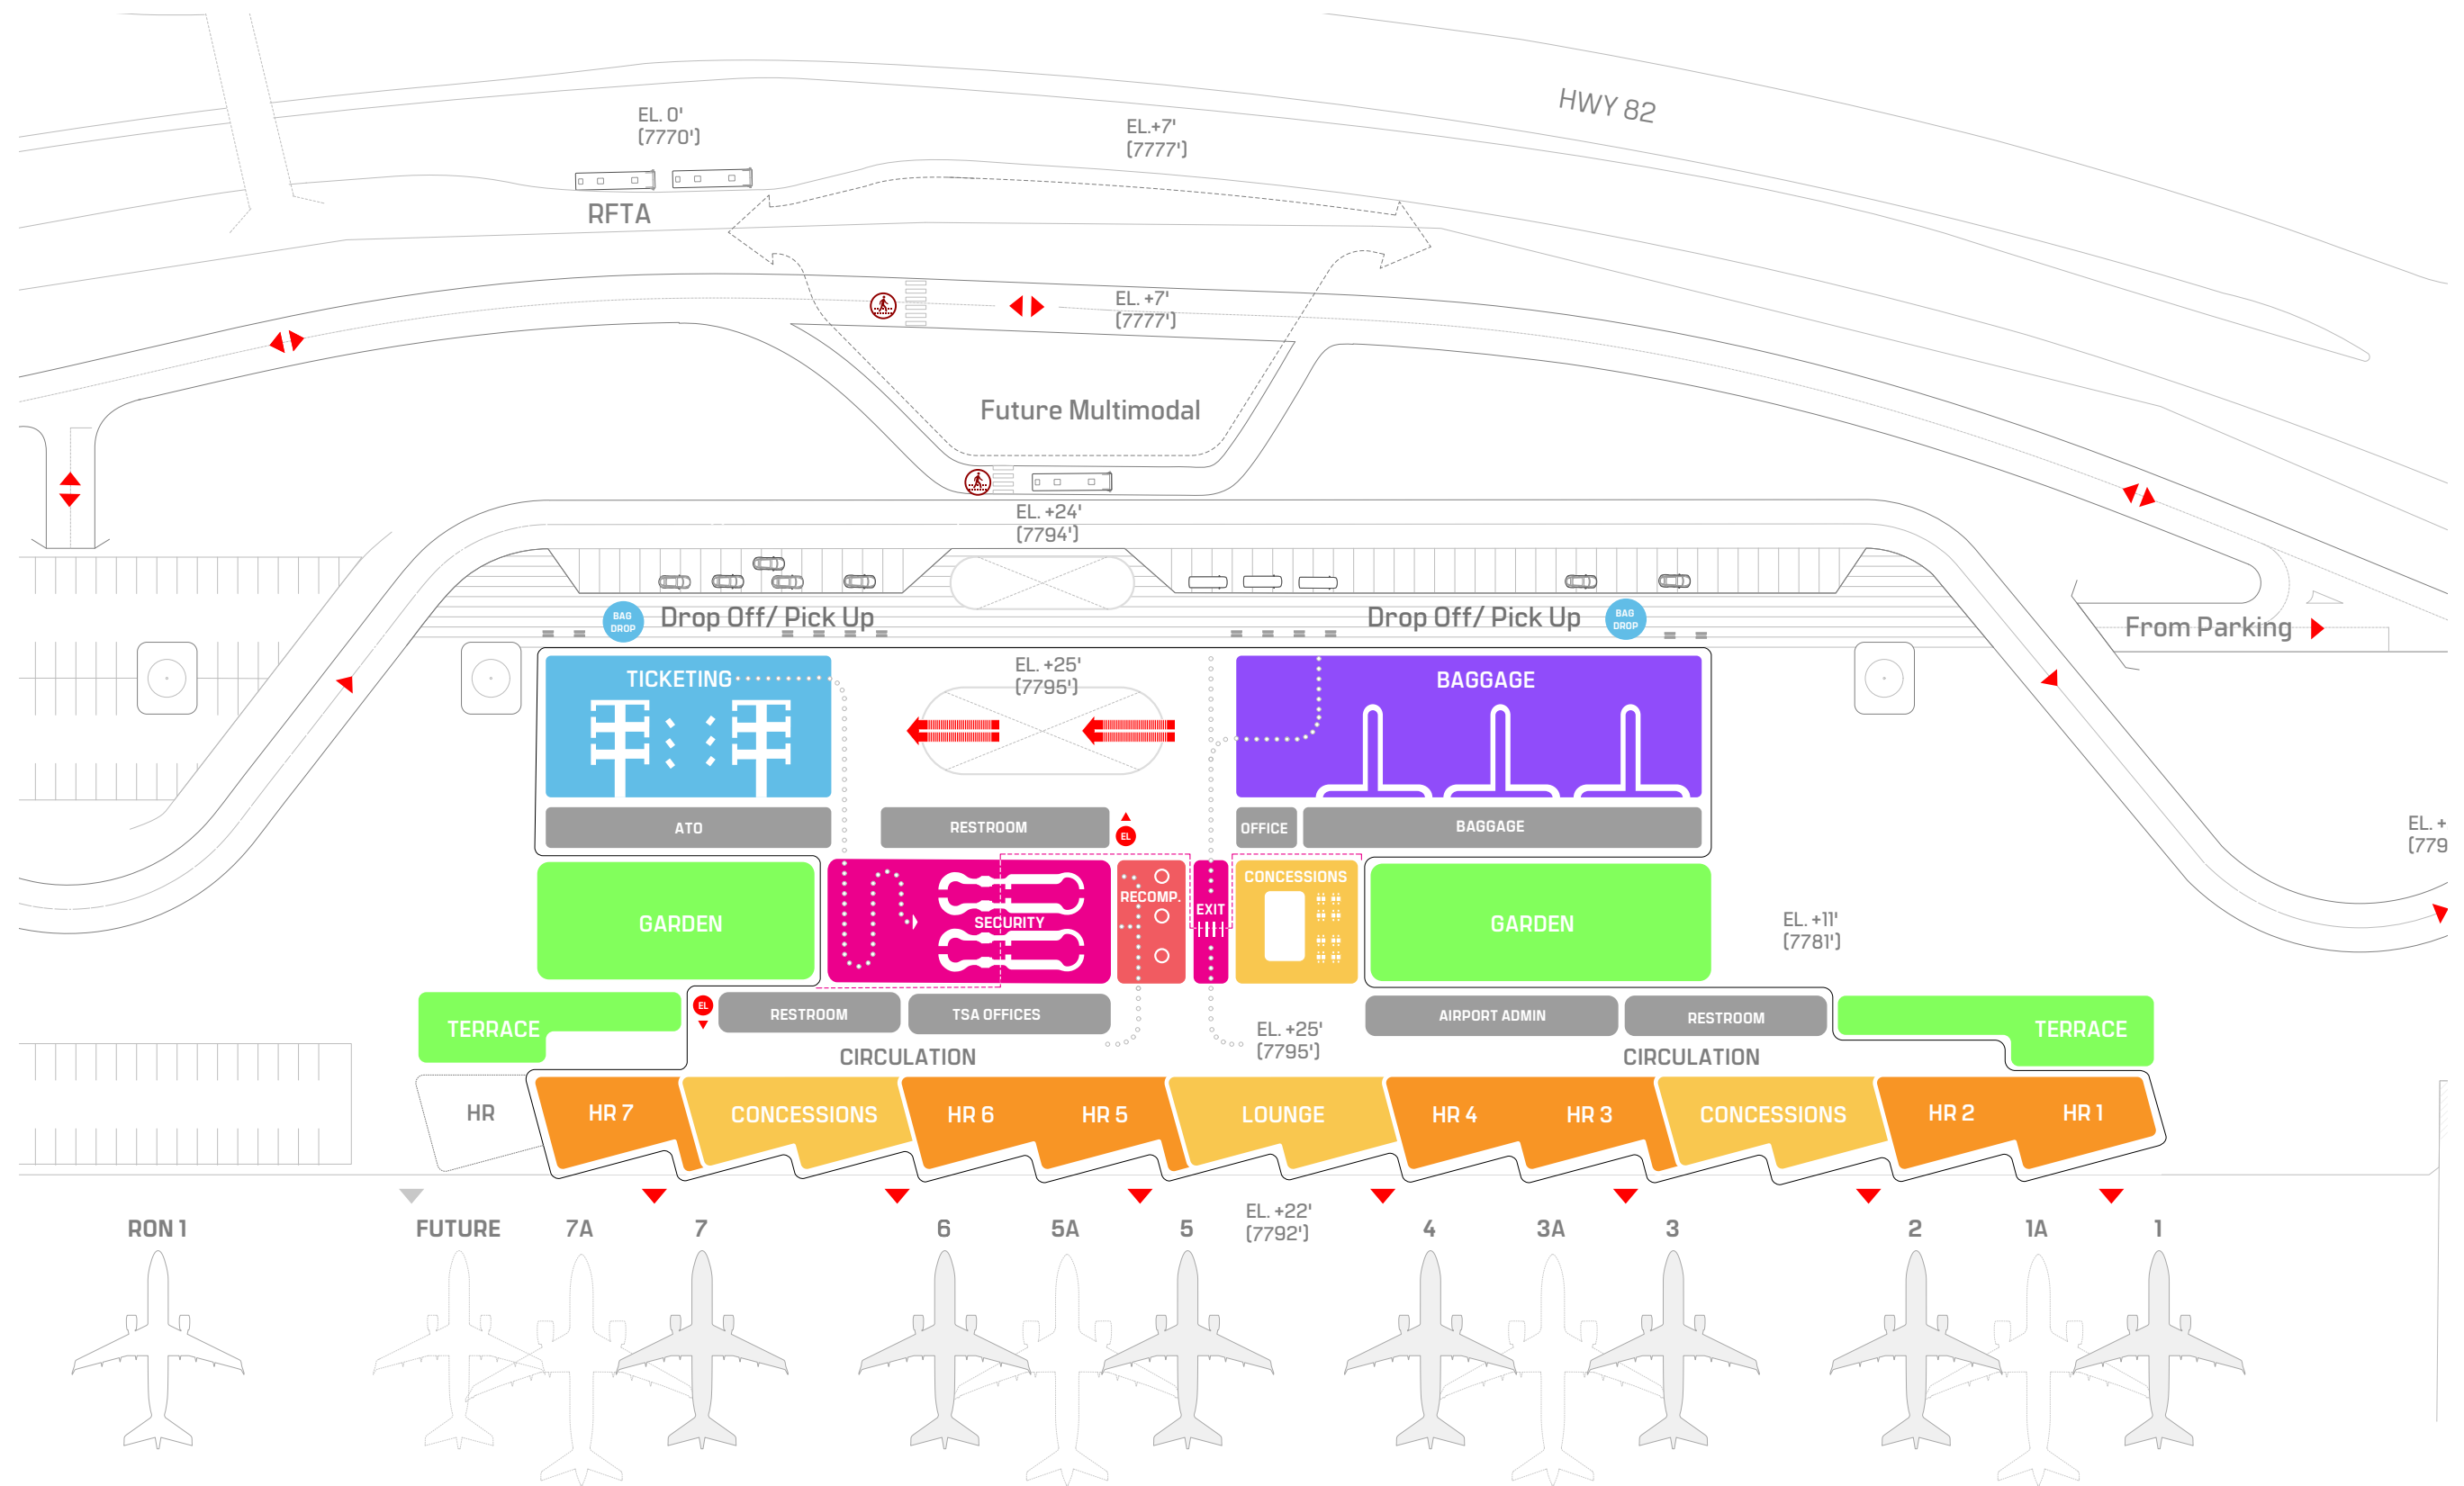 HWY 82
EL. 0'
(7770')
EL.+7'
(7777')
RFTA
EL. +7'
(7777')
Future Multimodal
EL. +24'
(7794')
BAG
DROP
Drop Off/ Pick Up
Drop Off/ Pick Up
BAG
DROP
From Parking
TICKETING
EL. +25'
(7795')
BAGGAGE
ATO
RESTROOM
EL
OFFICE
BAGGAGE
EL. +
(779
GARDEN
SECURITY
RECOMP.
EXIT
CONCESSIONS
GARDEN
EL. +11'
(7781')
TERRACE
EL
RESTROOM
TSA OFFICES
EL. +25'
(7795')
AIRPORT ADMIN
RESTROOM
TERRACE
CIRCULATION
CIRCULATION
HR
HR 7
CONCESSIONS
HR 6
HR 5
LOUNGE
HR 4
HR 3
CONCESSIONS
HR 2
HR 1
EL. +22'
(7792')
RON 1
FUTURE
7A
7
6
5A
5
4
3A
3
2
1A
1